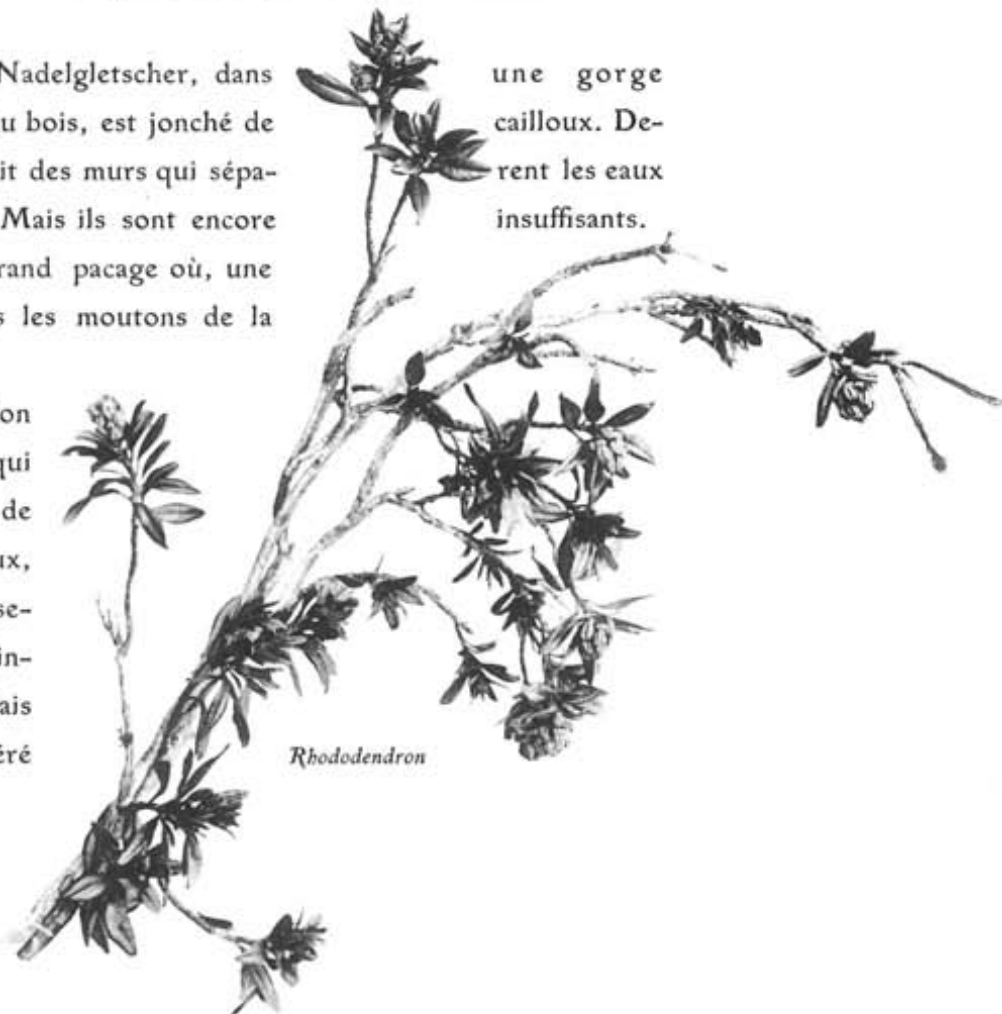 Nadelgletscher, dans une gorge
u bois, est jonché de cailloux. De-
it des murs qui sépa- rent les eaux
Mais ils sont encore insuffisants.
rand pacage où, une
s les moutons de la
on
qui
de
ux,
se-
in-
ais
éré
Rhododendron